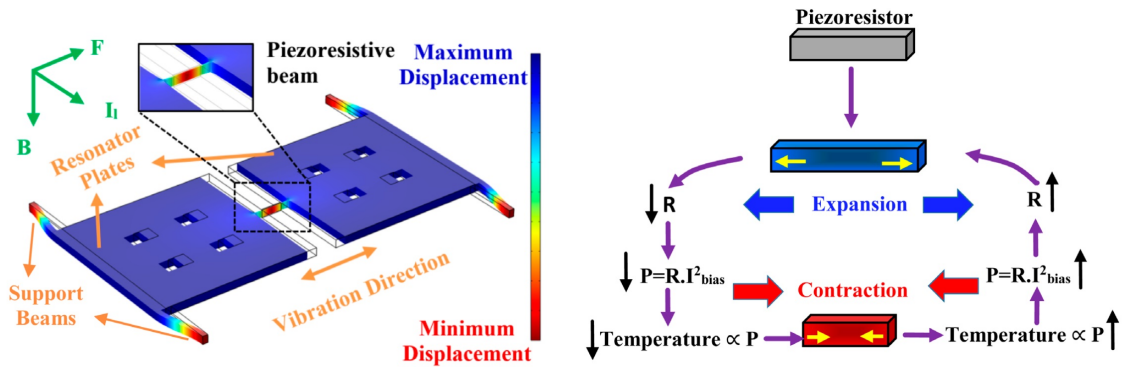 F
I₁
B
Piezoresistive
beam
Maximum
Displacement
Resonator
Plates
Support
Beams
Vibration Direction
Minimum
Displacement
Piezoresistor
R
Expansion
R
P=R.I²bias
Contraction
P=R.I²bias
Temperature ∝ P
Temperature ∝ P